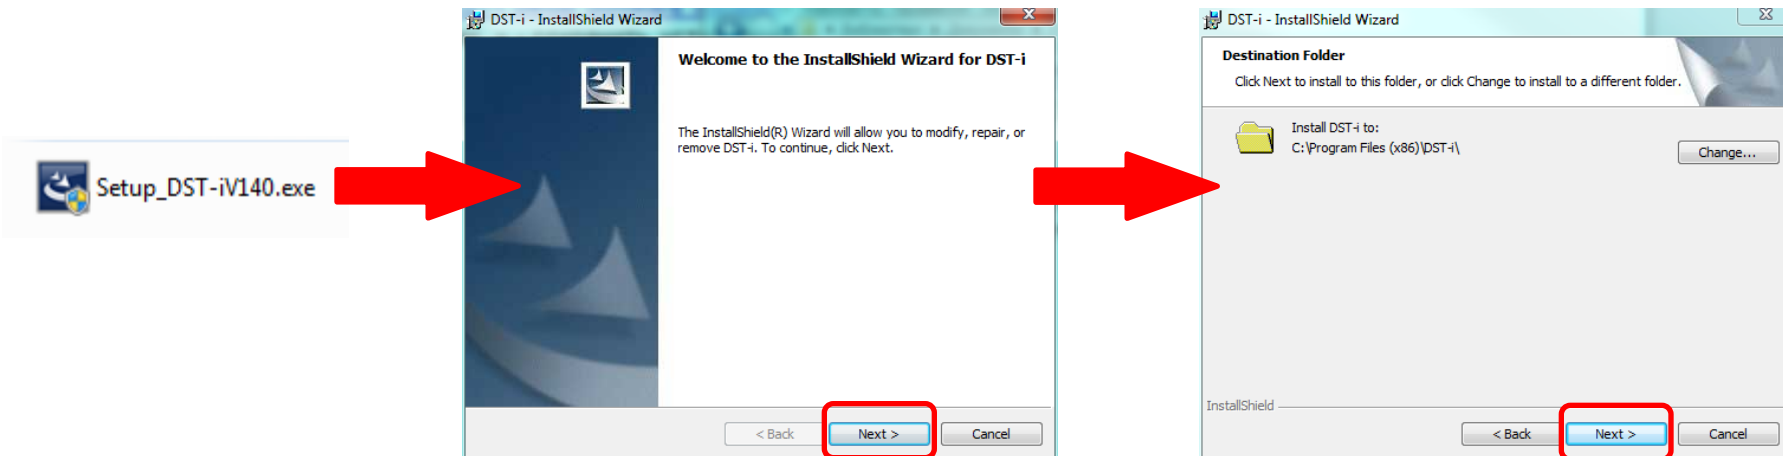 Setup_DST-iV140.exe
DST-i - InstallShield Wizard
Welcome to the InstallShield Wizard for DST-i
The InstallShield(R) Wizard will allow you to modify, repair, or
remove DST-i. To continue, click Next.
< Back
Next >
Cancel
DST-i - InstallShield Wizard
Destination Folder
Click Next to install to this folder, or click Change to install to a different folder.
Install DST-i to:
C:\Program Files (x86)\DST-i\
Change...
InstallShield
< Back
Next >
Cancel